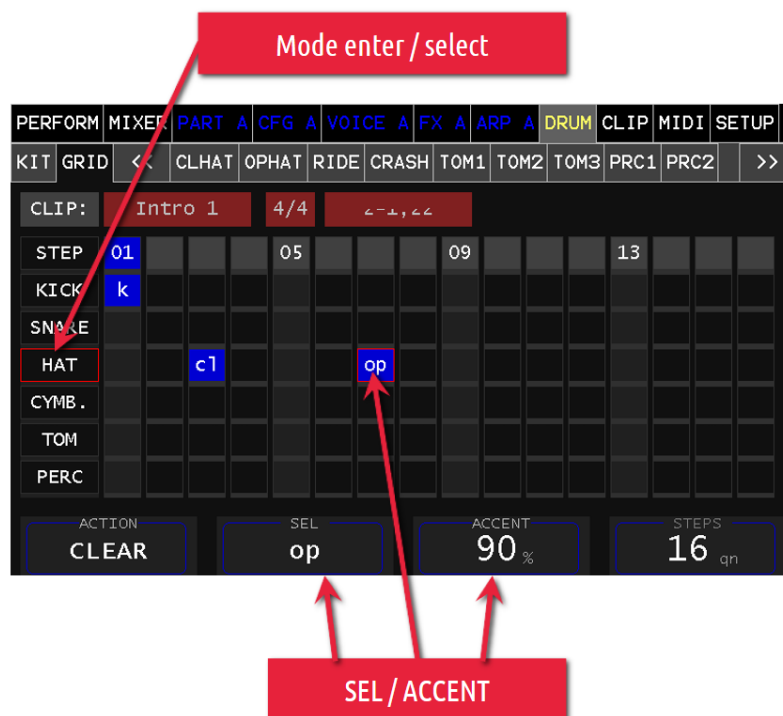 Mode enter / select
PERFORM MIXER PART A CFG A VOICE A FX A ARP A DRUM CLIP MIDI SETUP
KIT GRID << CLHAT OPHAT RIDE CRASH TOM1 TOM2 TOM3 PRC1 PRC2 >>
CLIP: Intro 1 4/4
STEP 01 05 09 13
KICK k
SNARE
HAT cl op
CYMB.
TOM
PERC
ACTION SEL ACCENT STEPS
CLEAR op 90 % 16 qn
SEL / ACCENT